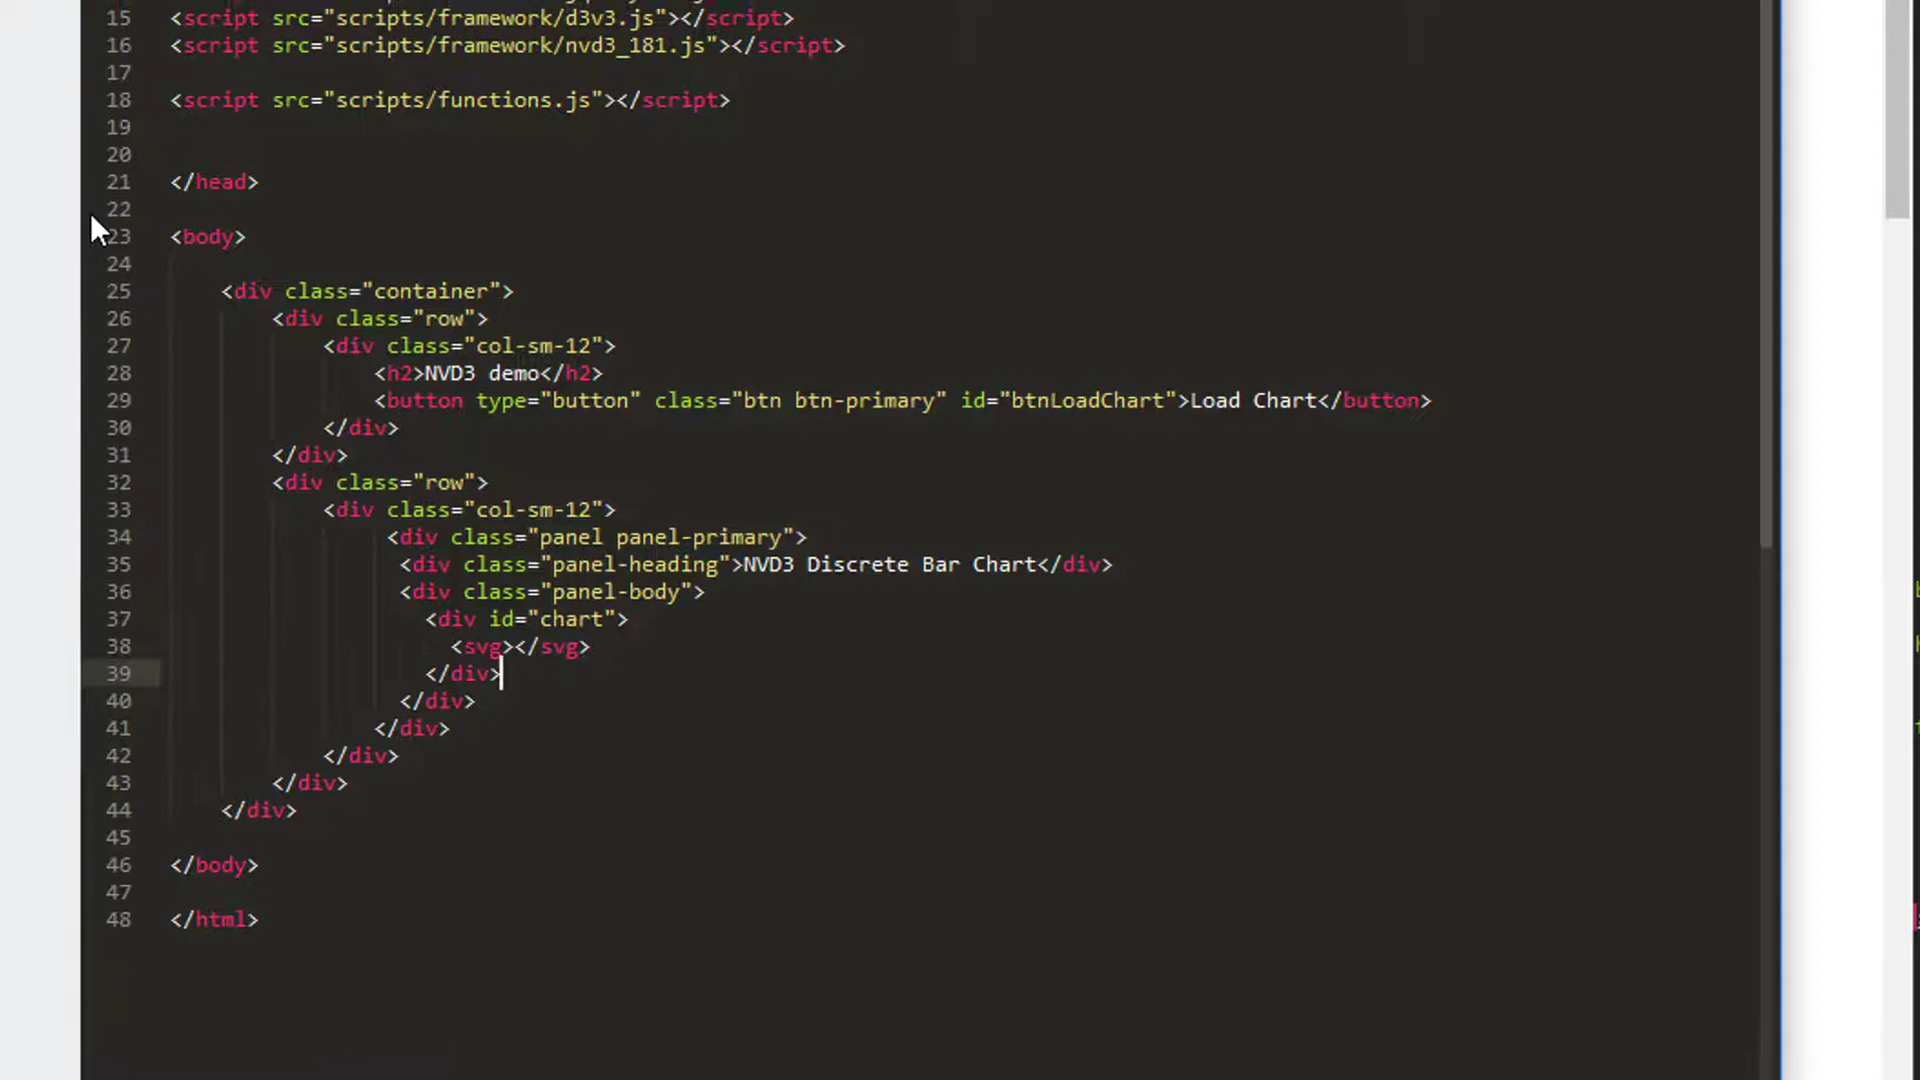 15 <script src="scripts/framework/d3v3.js"></script>
16 <script src="scripts/framework/nvd3_181.js"></script>
17
18 <script src="scripts/functions.js"></script>
19
20
21 </head>
22
23 <body>
24
25 <div class="container">
26 <div class="row">
27 <div class="col-sm-12">
28 <h2>NVD3 demo</h2>
29 <button type="button" class="btn btn-primary" id="btnLoadChart">Load Chart</button>
30 </div>
31 </div>
32 <div class="row">
33 <div class="col-sm-12">
34 <div class="panel panel-primary">
35 <div class="panel-heading">NVD3 Discrete Bar Chart</div>
36 <div class="panel-body">
37 <div id="chart">
38 <svg></svg>
39 </div>
40 </div>
41 </div>
42 </div>
43 </div>
44 </div>
45
46 </body>
47
48 </html>